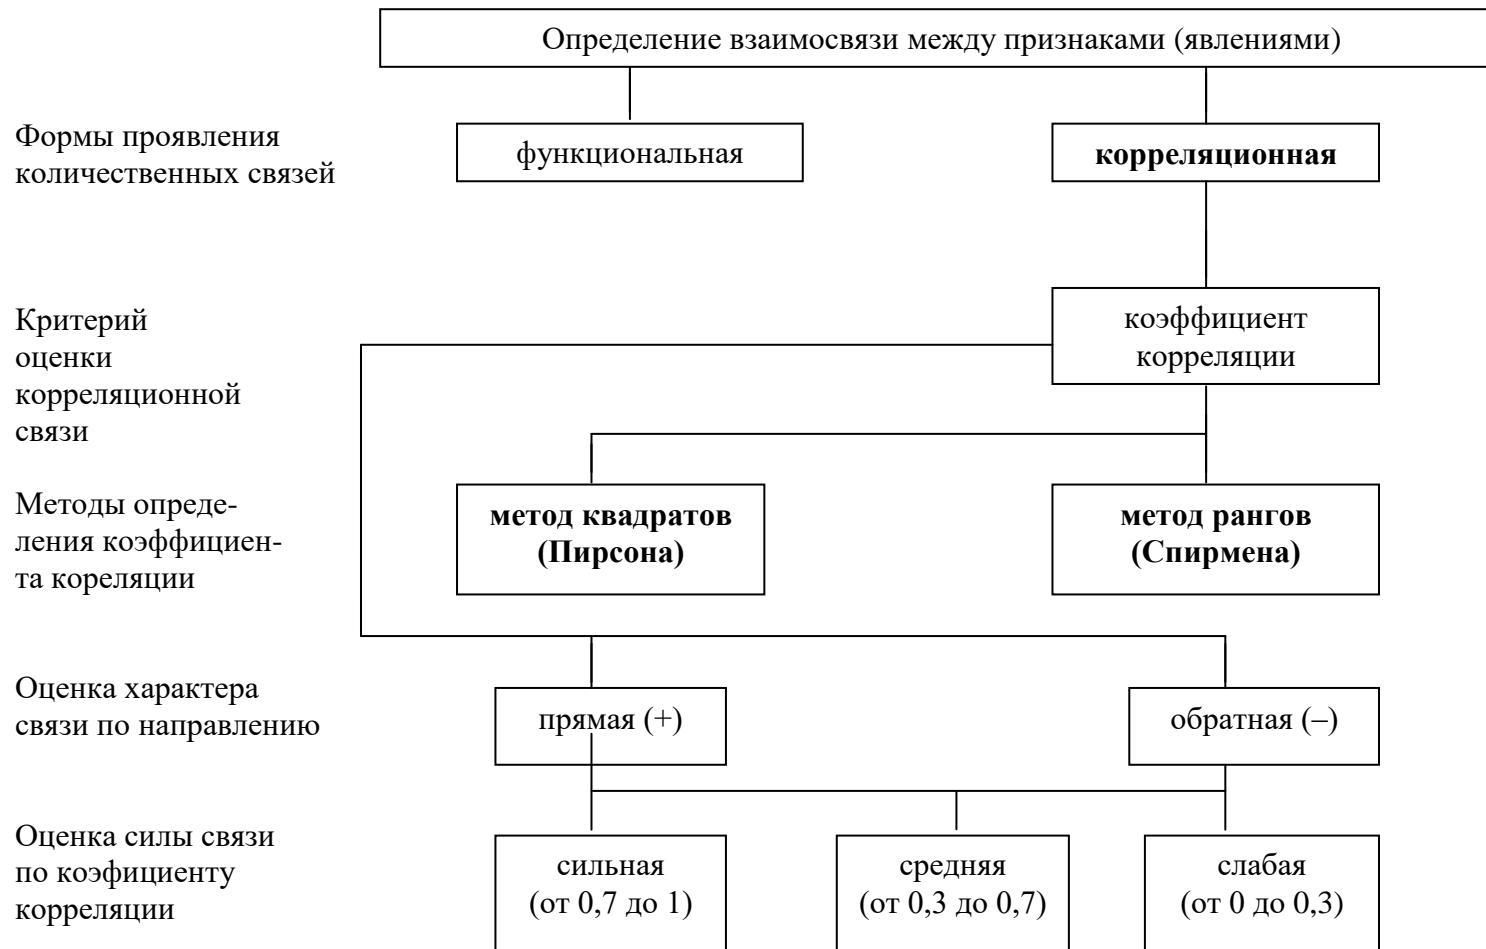 Определение взаимосвязи между признаками (явлениями)
Формы проявления
количественных связей
функциональная
корреляционная
Критерий
оценки
корреляционной
связи
коэффициент
корреляции
Методы опреде-
ления коэффициен-
та кореляции
метод квадратов
(Пирсона)
метод рангов
(Спирмена)
Оценка характера
связи по направлению
прямая (+)
обратная (–)
Оценка силы связи
по коэфициенту
корреляции
сильная
(от 0,7 до 1)
средняя
(от 0,3 до 0,7)
слабая
(от 0 до 0,3)